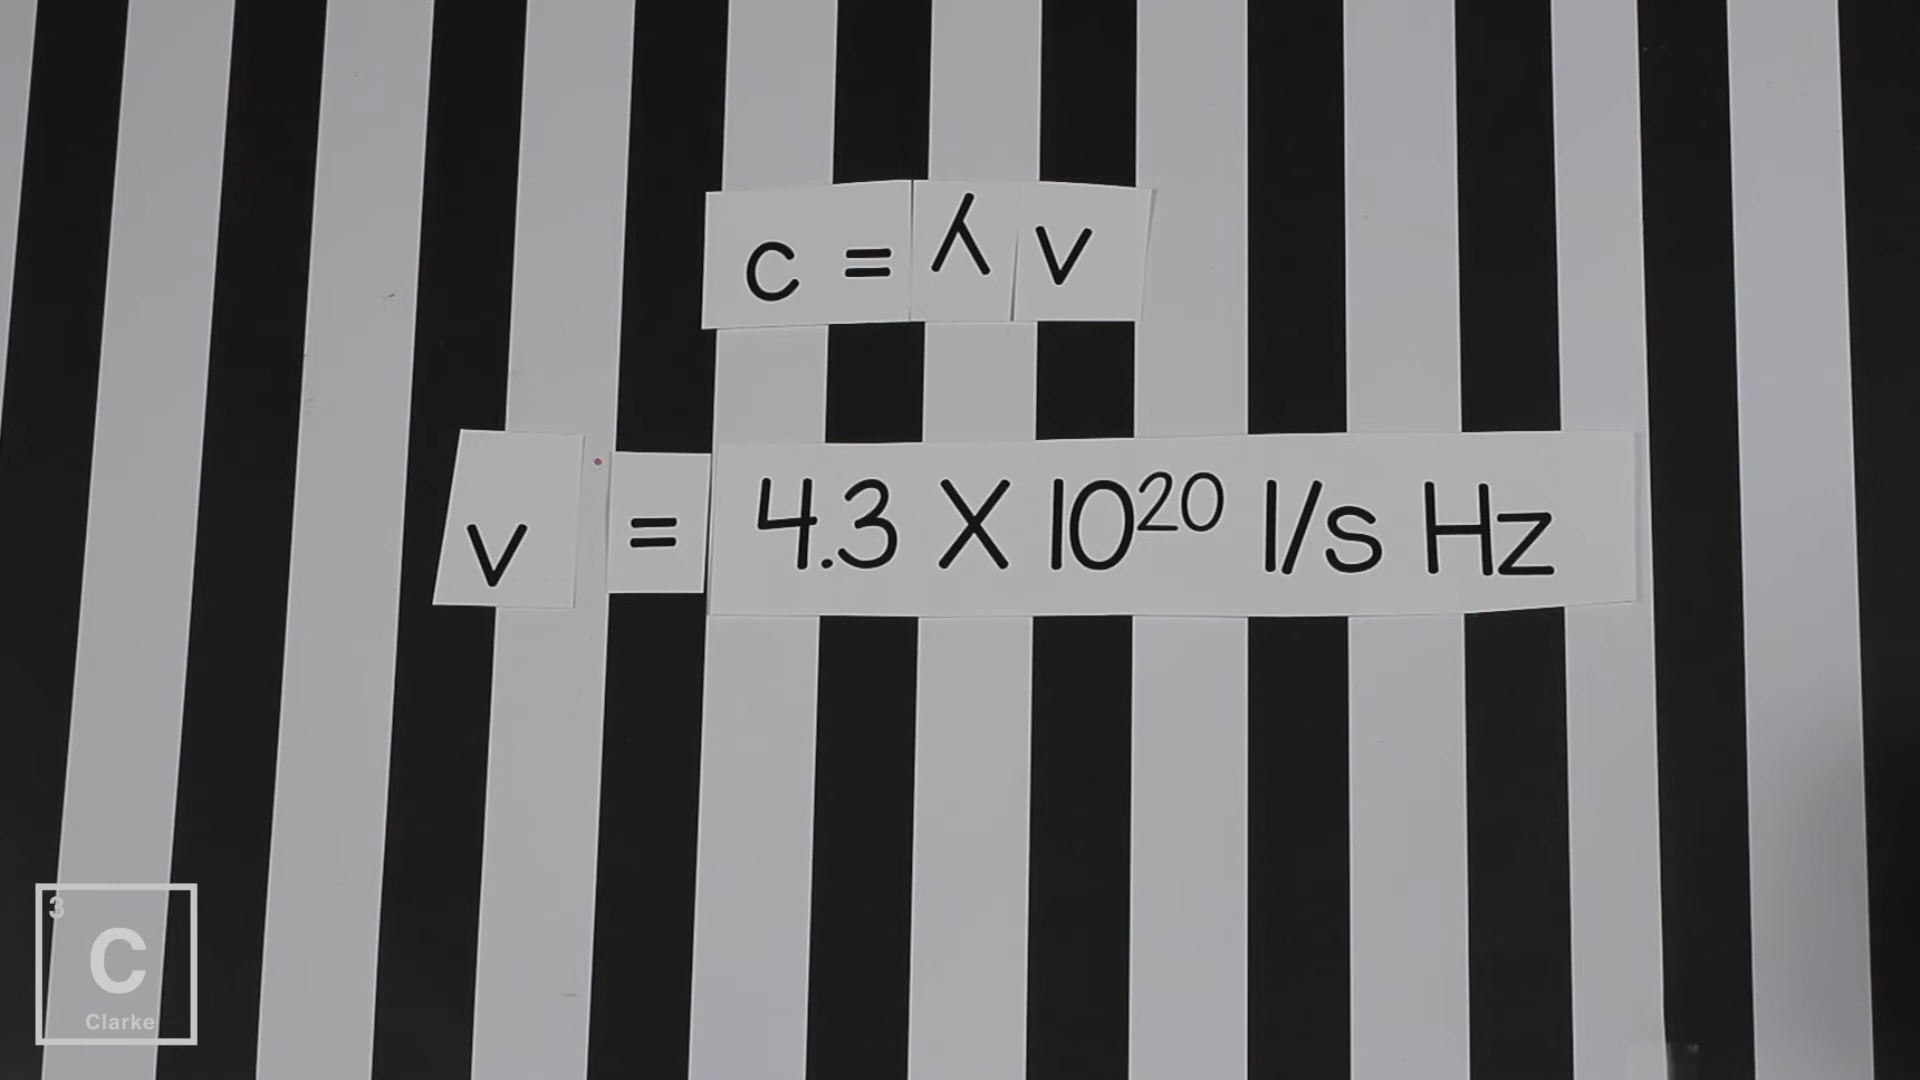 c = λ v
v = 4.3 X 10²⁰ 1/s Hz
3
C
Clarke